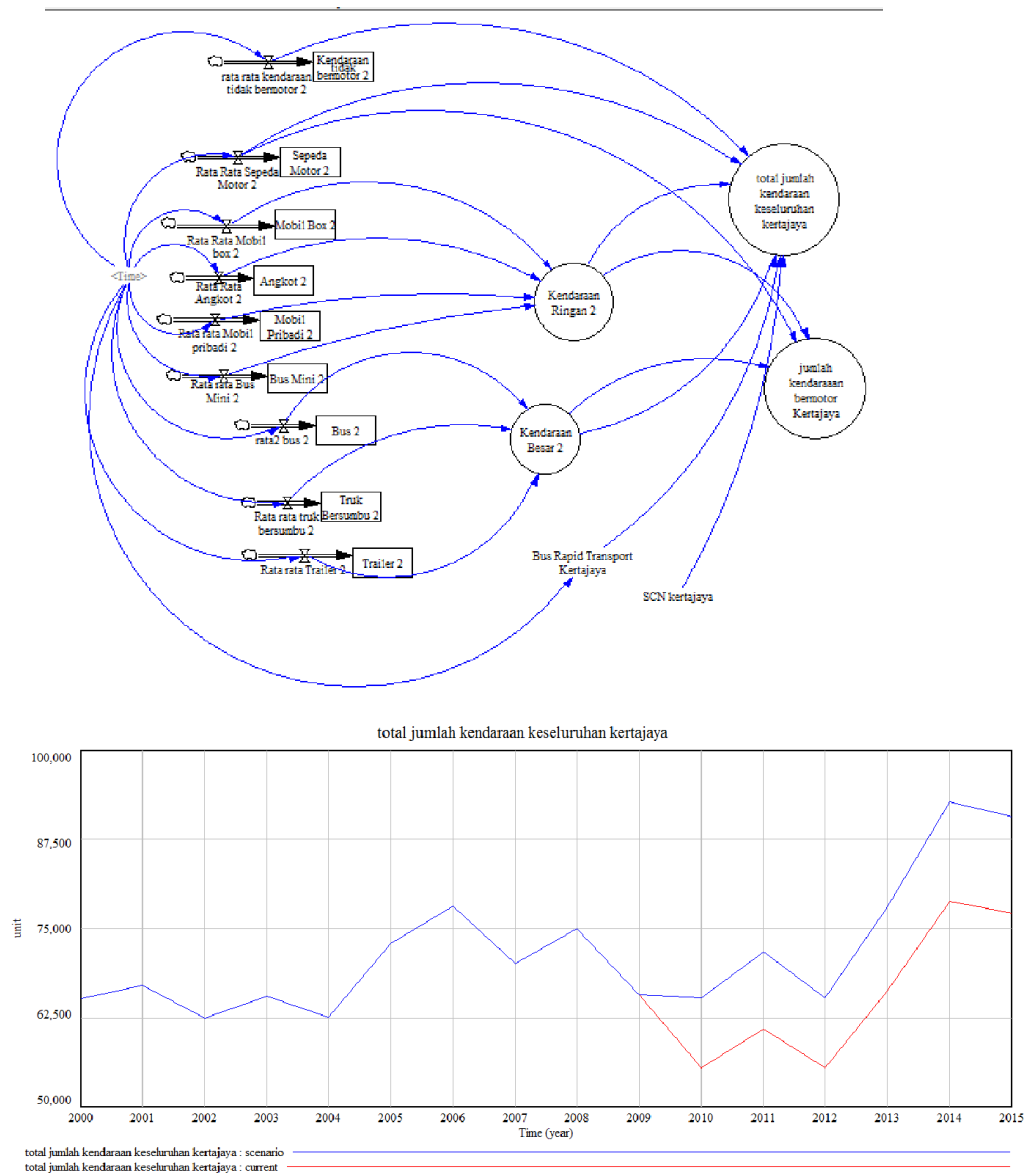 Kendaraan
tidak
bermotor 2
rata rata kendaraan
tidak bermotor 2
Sepeda
Motor 2
Rata Rata Sepeda
Motor 2
total jumlah
kendaraan
keseluruhan
kertajaya
Mobil Box 2
Rata Rata Mobil
box 2
<Time>
Angkot 2
Rata Rata
Angkot 2
Kendaraan
Ringan 2
Mobil
Pribadi 2
Rata rata Mobil
pribadi 2
Bus Mini 2
Rata rata Bus
Mini 2
jumlah
kendaraaan
bermotor
Kertajaya
Bus 2
rata2 bus 2
Kendaraan
Besar 2
Truk
Bersumbu 2
Rata rata truk
bersumbu 2
Trailer 2
Rata rata Trailer 2
Bus Rapid Transport
Kertajaya
SCN kertajaya
total jumlah kendaraan keseluruhan kertajaya
100,000
87,500
75,000
62,500
50,000
unit
2000 2001 2002 2003 2004 2005 2006 2007 2008 2009 2010 2011 2012 2013 2014 2015
Time (year)
total jumlah kendaraan keseluruhan kertajaya : scenario
total jumlah kendaraan keseluruhan kertajaya : current